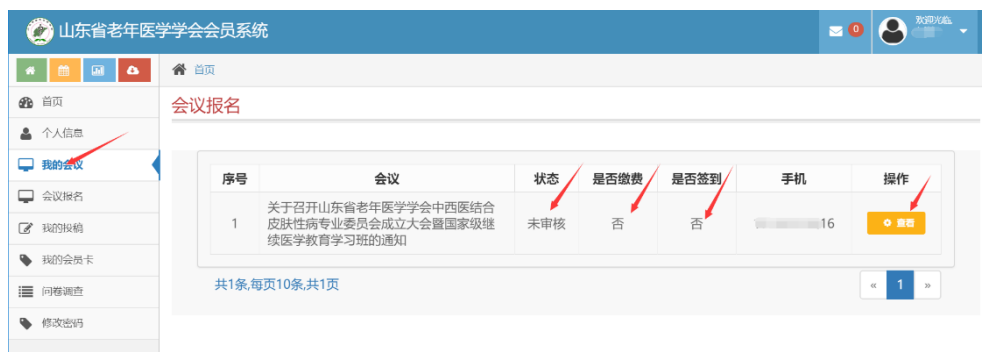 山东省老年医学学会会员系统
0
欢迎光临
首页
首页
会议报名
个人信息
我的会议
会议报名
我的投稿
我的会员卡
问卷调查
修改密码
序号 会议 状态 是否缴费 是否签到 手机 操作
1 关于召开山东省老年医学学会中西医结合
皮肤性病专业委员会成立大会暨国家级继
续医学教育学习班的通知 未审核 否 否 16 查看
共1条,每页10条,共1页
« 1 »